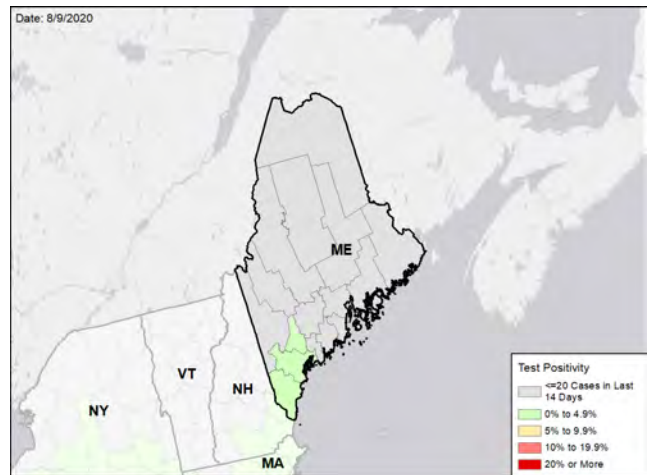 Date: 8/9/2020
ME
VT
NH
NY
MA
Test Positivity
<=20 Cases in Last
14 Days
0% to 4.9%
5% to 9.9%
10% to 19.9%
20% or More